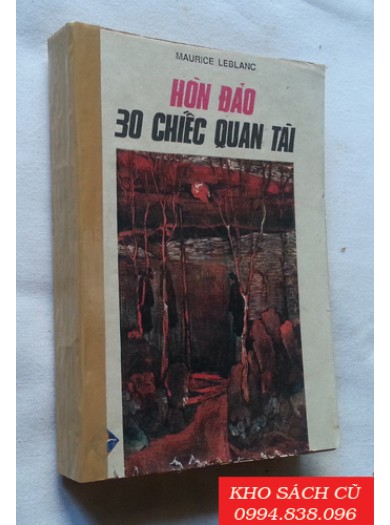 MAURICE LEBLANC
HÒN ĐẢO
30 CHIẾC QUAN TÀI
KHO SÁCH CŨ
0994.838.096